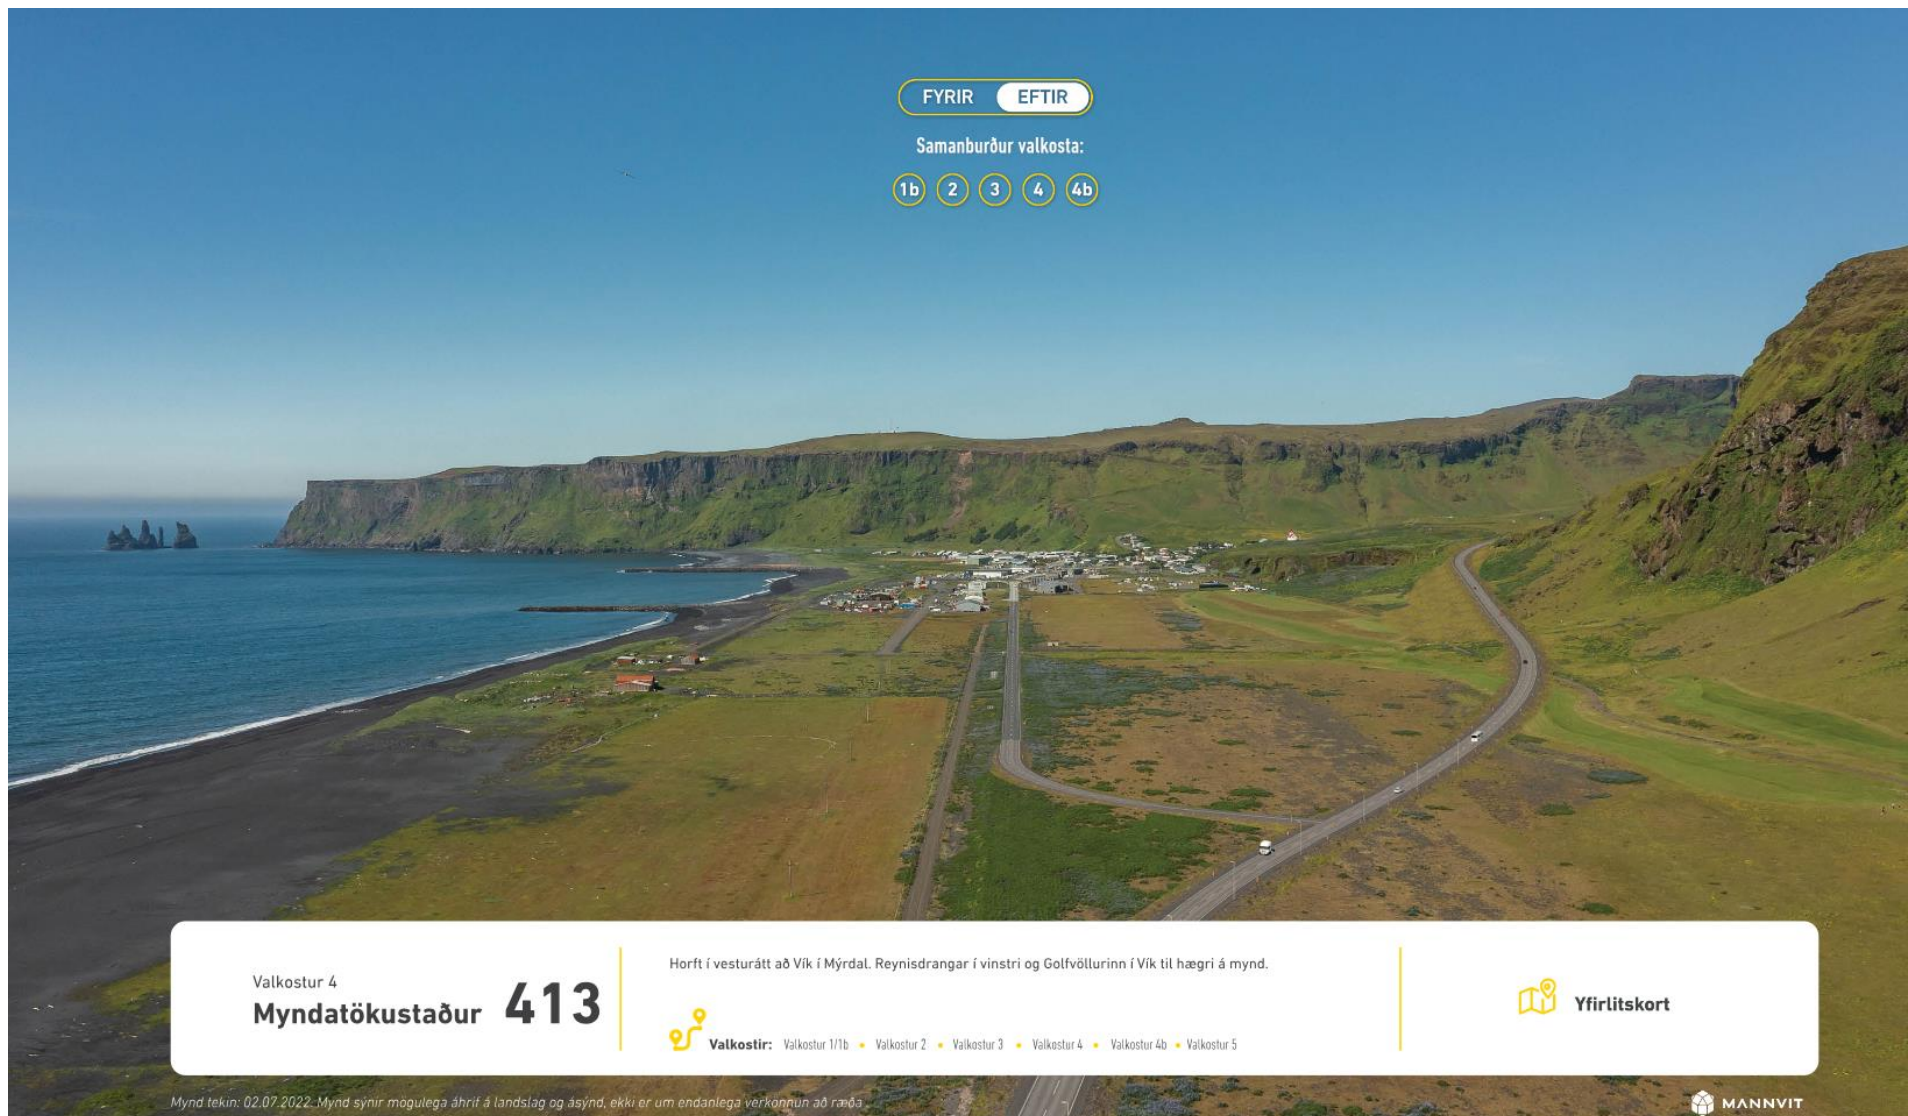 FYRIR EFTIR
Samanburður valkosta:
1b 2 3 4 4b
Valkostur 4
Myndatökustaður 413
Horft í vesturátt að Vík í Mýrdal. Reynisdrangar í vinstri og Golfvöllurinn í Vík til hægri á mynd.
Valkostir: Valkostur 1/1b • Valkostur 2 • Valkostur 3 • Valkostur 4 • Valkostur 4b • Valkostur 5
Yfirlitskort
Mynd tekin: 02.07.2022. Mynd sýnir mögulega áhrif á landslag og ásýnd, ekki er um endanlega verkönnun að ræða
MANNVIT